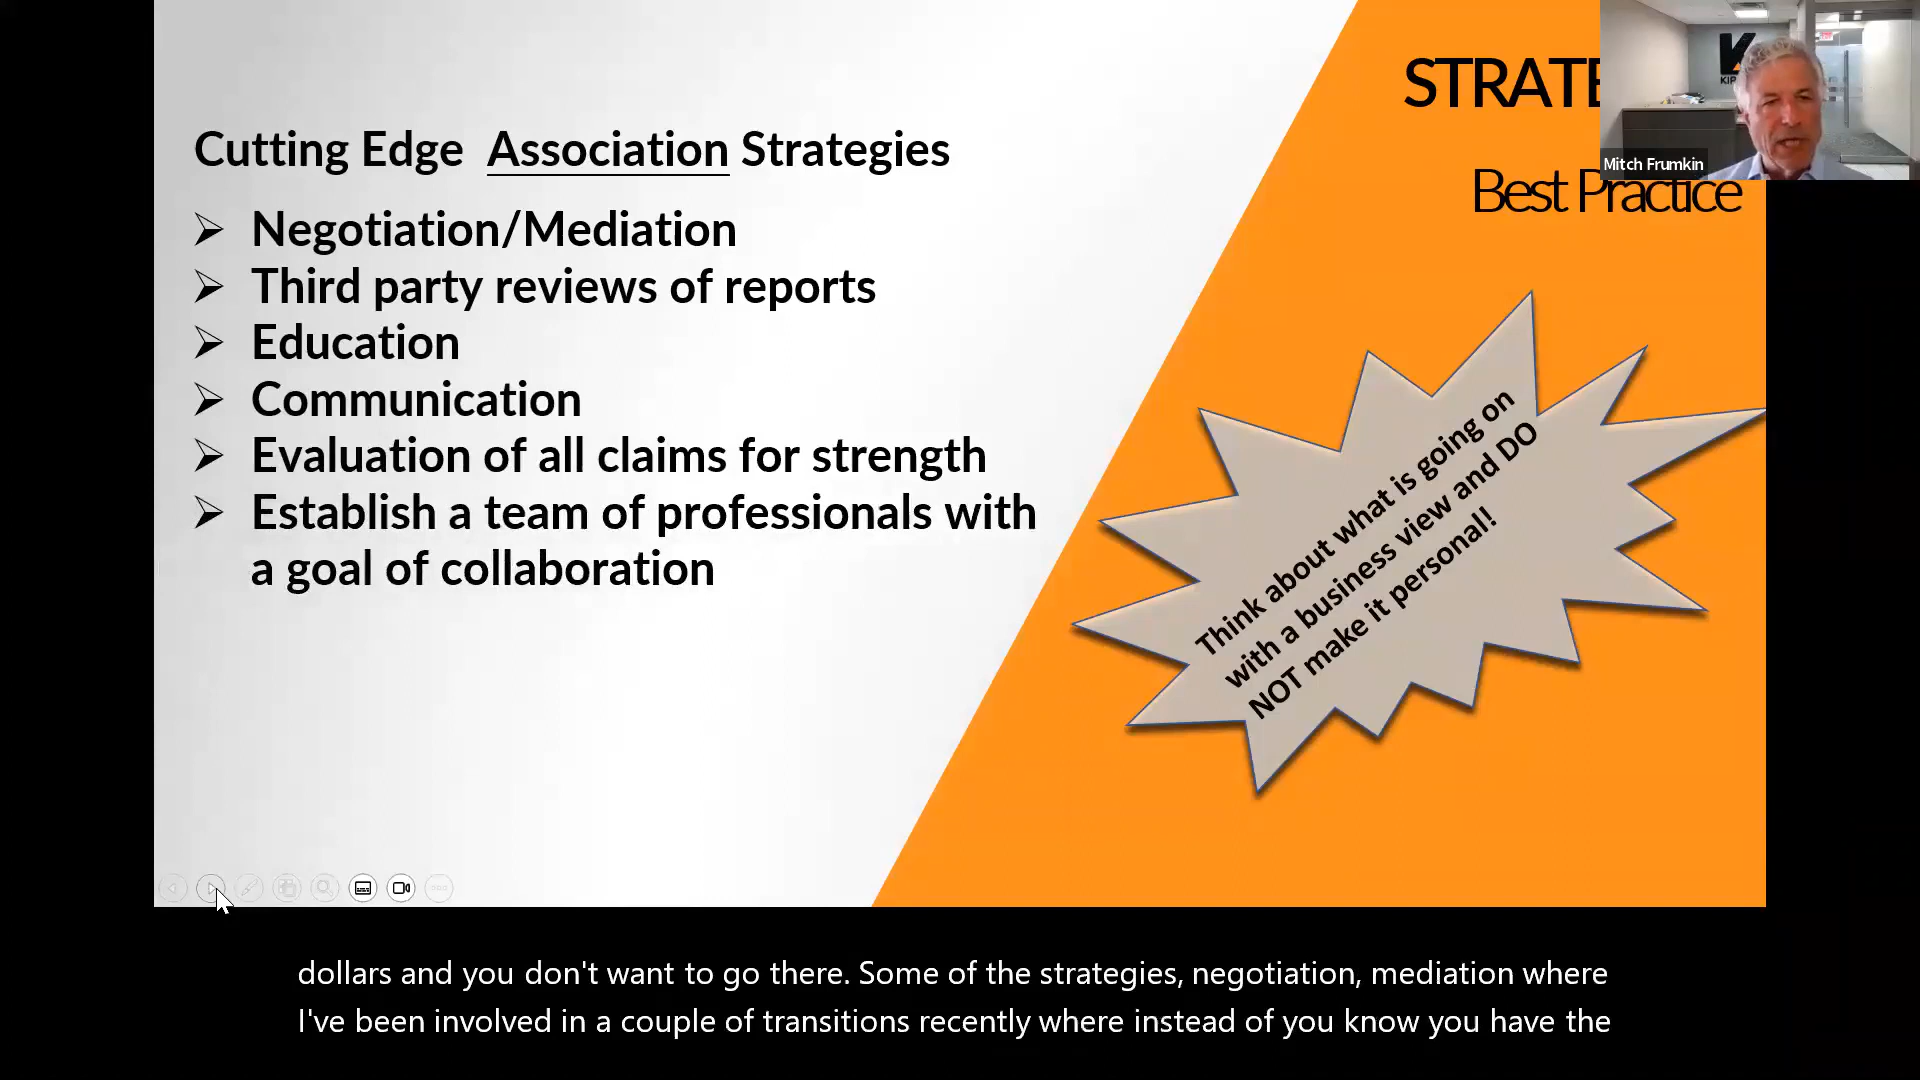 STRATE
Best Practice
Cutting Edge Association Strategies
Negotiation/Mediation
Third party reviews of reports
Education
Communication
Evaluation of all claims for strength
Establish a team of professionals with
a goal of collaboration
Think about what is going on
with a business view and DO
NOT make it personal!
KIP
Mitch Frumkin
dollars and you don't want to go there. Some of the strategies, negotiation, mediation where
I've been involved in a couple of transitions recently where instead of you know you have the